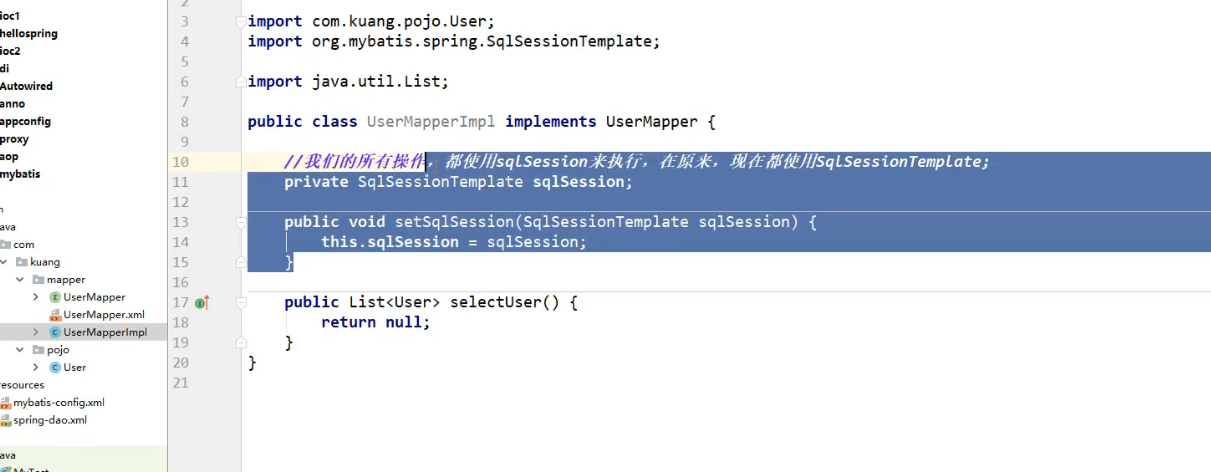 ioc1
hellospring
ioc2
di
Autowired
anno
appconfig
proxy
aop
mybatis
ava
com
kuang
mapper
UserMapper
UserMapper.xml
UserMapperImpl
pojo
User
resources
mybatis-config.xml
spring-dao.xml
ava
MyTest
2
3 import com.kuang.pojo.User;
4 import org.mybatis.spring.SqlSessionTemplate;
5
6 import java.util.List;
7
8 public class UserMapperImpl implements UserMapper {
9
10 //我们的所有操作，都使用sqlSession来执行，在原来，现在都使用SqlSessionTemplate;
11 private SqlSessionTemplate sqlSession;
12
13 public void setSqlSession(SqlSessionTemplate sqlSession) {
14 this.sqlSession = sqlSession;
15 }
16
17 public List<User> selectUser() {
18 return null;
19 }
20 }
21